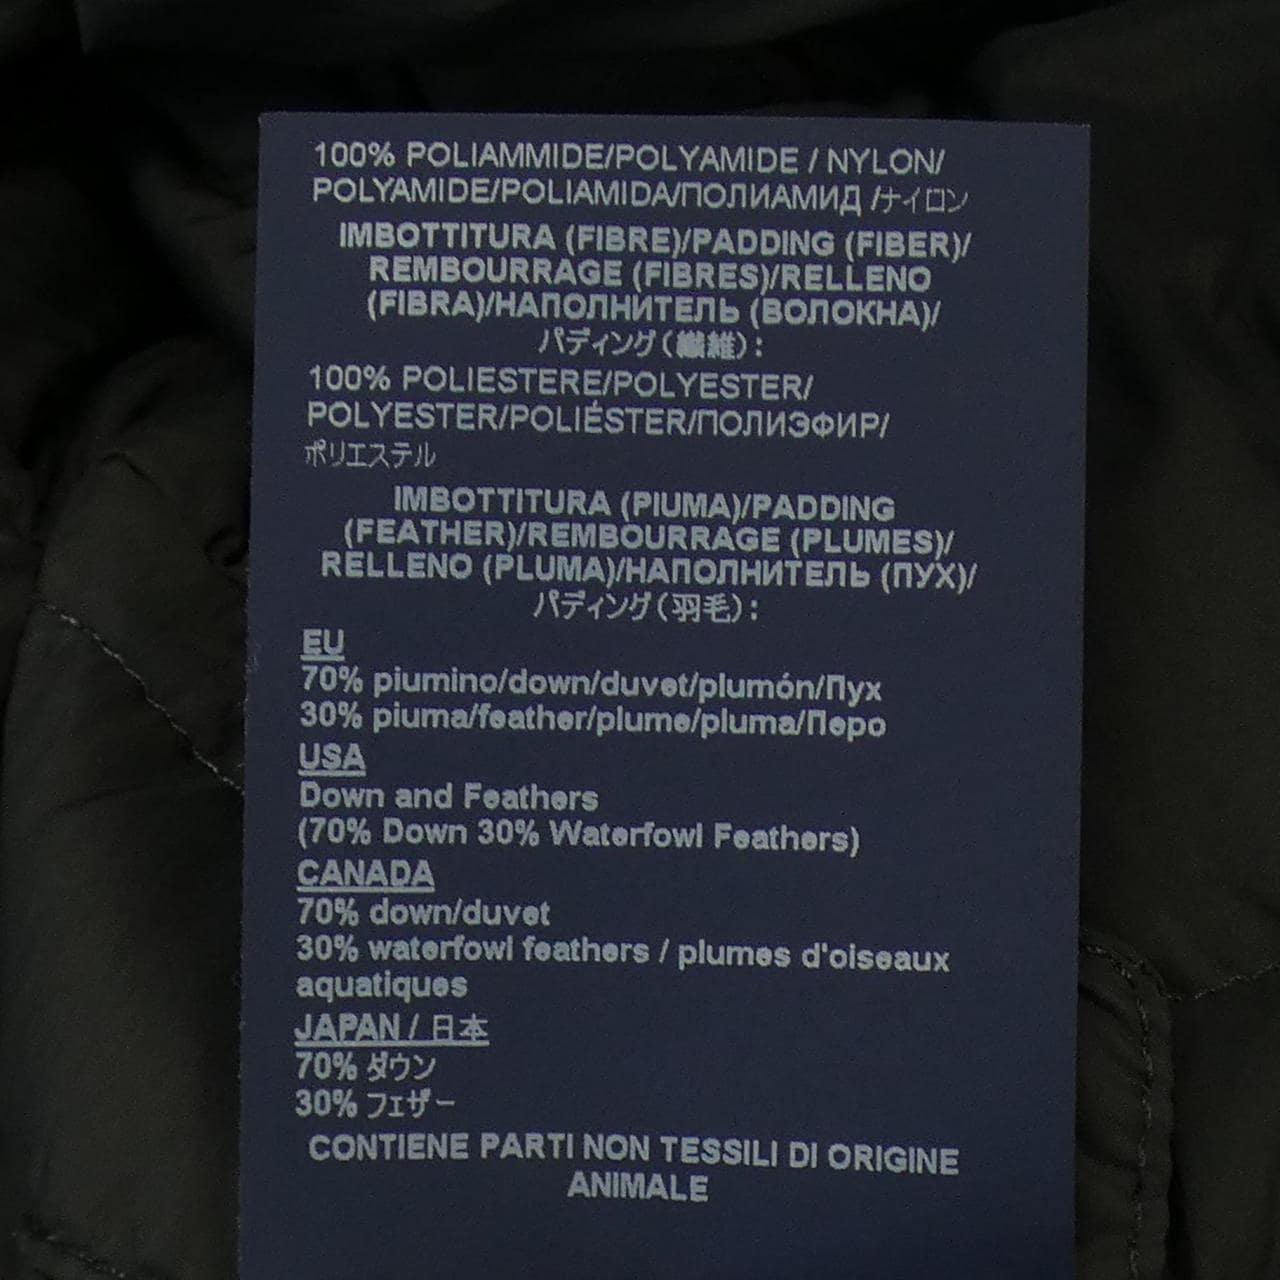 100% POLIAMMIDE/POLYAMIDE / NYLON/
POLYAMIDE/POLIAMIDA/ПОЛИАМИД /ナイロン
IMBOTTITURA (FIBRE)/PADDING (FIBER)/
REMBOURRAGE (FIBRES)/RELLENO
(FIBRA)/НАПОЛНИТЕЛЬ (ВОЛОКНА)/
パディング(繊維):
100% POLIESTERE/POLYESTER/
POLYESTER/POLIÉSTER/ПОЛИЭФИР/
ポリエステル
IMBOTTITURA (PIUMA)/PADDING
(FEATHER)/REMBOURRAGE (PLUMES)/
RELLENO (PLUMA)/НАПОЛНИТЕЛЬ (ПУХ)/
パディング(羽毛):
EU
70% piumino/down/duvet/plumón/Пух
30% piuma/feather/plume/pluma/Перо
USA
Down and Feathers
(70% Down 30% Waterfowl Feathers)
CANADA
70% down/duvet
30% waterfowl feathers / plumes d'oiseaux
aquatiques
JAPAN / 日本
70% ダウン
30% フェザー
CONTIENE PARTI NON TESSILI DI ORIGINE
ANIMALE